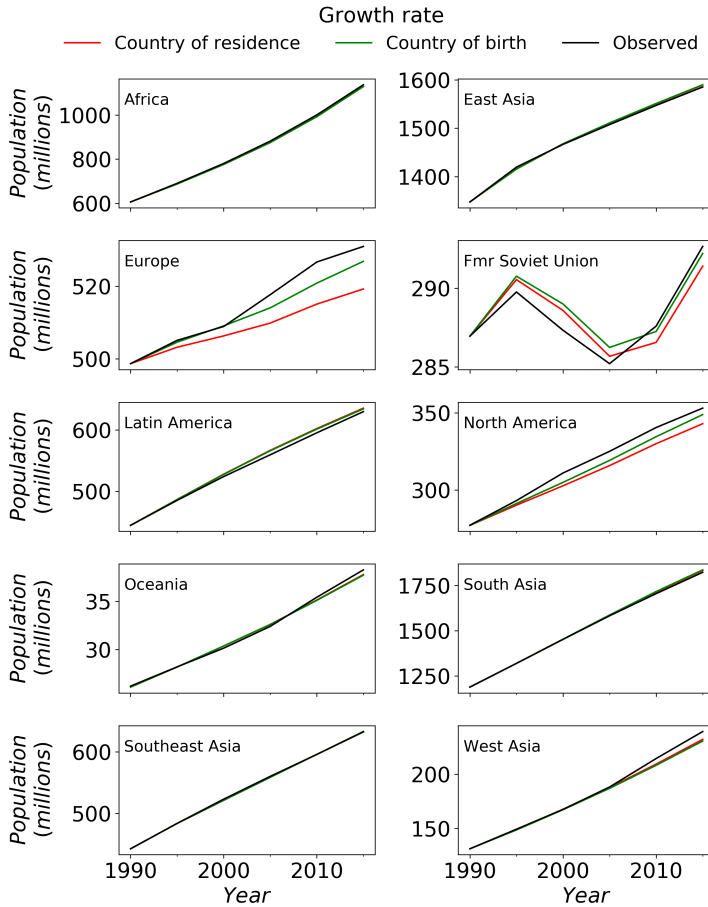 Growth rate
Country of residence Country of birth Observed
Africa
East Asia
Population
(millions)
1000
800
600
1600
1500
1400
Europe
Fmr Soviet Union
Population
(millions)
520
500
290
285
Latin America
North America
Population
(millions)
600
500
350
300
Oceania
South Asia
Population
(millions)
35
30
1750
1500
1250
Southeast Asia
West Asia
Population
(millions)
600
500
200
150
1990 2000 2010 1990 2000 2010
Year Year